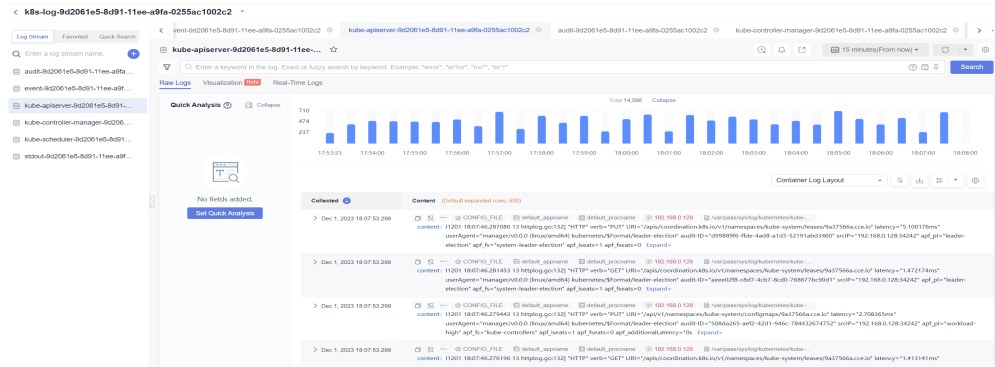 k8s-log-9d2061e5-8d91-11ee-a9fa-0255ac1002c2
Log Stream Favorited Quick Search
Enter a log stream name.
audit-9d2061e5-8d91-11ee-a9fa...
event-9d2061e5-8d91-11ee-a9f...
kube-apiserver-9d2061e5-8d91-...
kube-controller-manager-9d206...
kube-scheduler-9d2061e5-8d91...
stdout-9d2061e5-8d91-11ee-a9f...
vent-9d2061e5-8d91-11ee-a9fa-0255ac1002c2 kube-apiserver-9d2061e5-8d91-11ee-a9fa-0255ac1002c2 audit-9d2061e5-8d91-11ee-a9fa-0255ac1002c2 kube-controller-manager-9d2061e5-8d91-11ee-a9fa-0255ac1002c2
kube-apiserver-9d2061e5-8d91-11ee-... 15 minutes(From now)
Enter a keyword in the log. Exact or fuzzy search by keyword. Example: "error", "er?or", "ro*", "er*r" Search
Raw Logs Visualization Beta Real-Time Logs
Quick Analysis Collapse
No fields added.
Set Quick Analysis
Total:14,568 Collapse
710
474
237
17:53:21 17:54:00 17:55:00 17:56:00 17:57:00 17:58:00 17:59:00 18:00:00 18:01:00 18:02:00 18:03:00 18:04:00 18:05:00 18:06:00 18:07:00 18:08:00
Container Log Layout
Collected Content (Default expanded rows: 500)
Dec 1, 2023 18:07:53.299 CONFIG_FILE default_appname default_procname 192.168.0.128 /var/paas/sys/log/kubernetes/kube-...
content: I1201 18:07:46.287080 13 httplog.go:132] "HTTP" verb="PUT" URI="/apis/coordination.k8s.io/v1/namespaces/kube-system/leases/9a37566a.cce.io" latency="5.100176ms"
userAgent="manager/v0.0.0 (linux/amd64) kubernetes/$Format/leader-election" audit-ID="d99889f6-ffde-4ad8-a1d3-52191abd3460" srcIP="192.168.0.128:34242" apf_pl="leader-
election" apf_fs="system-leader-election" apf_iseats=1 apf_fseats=0 Expand
Dec 1, 2023 18:07:53.299 CONFIG_FILE default_appname default_procname 192.168.0.128 /var/paas/sys/log/kubernetes/kube-...
content: I1201 18:07:46.281453 13 httplog.go:132] "HTTP" verb="GET" URI="/apis/coordination.k8s.io/v1/namespaces/kube-system/leases/9a37566a.cce.io" latency="1.472174ms"
userAgent="manager/v0.0.0 (linux/amd64) kubernetes/$Format/leader-election" audit-ID="aeee02f8-c8d7-4cb7-8cd0-768677bc90d1" srcIP="192.168.0.128:34242" apf_pl="leader-
election" apf_fs="system-leader-election" apf_iseats=1 apf_fseats=0 Expand
Dec 1, 2023 18:07:53.299 CONFIG_FILE default_appname default_procname 192.168.0.128 /var/paas/sys/log/kubernetes/kube-...
content: I1201 18:07:46.279442 13 httplog.go:132] "HTTP" verb="PUT" URI="/api/v1/namespaces/kube-system/configmaps/9a37566a.cce.io" latency="2.708365ms"
userAgent="manager/v0.0.0 (linux/amd64) kubernetes/$Format/leader-election" audit-ID="508da265-aef2-42d1-946c-784432674752" srcIP="192.168.0.128:34242" apf_pl="workload-
high" apf_fs="kube-controllers" apf_iseats=1 apf_fseats=0 apf_additionalLatency="0s Expand
Dec 1, 2023 18:07:53.299 CONFIG_FILE default_appname default_procname 192.168.0.128 /var/paas/sys/log/kubernetes/kube-...
content: I1201 18:07:46.276196 13 httplog.go:132] "HTTP" verb="GET" URI="/apis/coordination.k8s.io/v1/namespaces/kube-system/leases/9a37566a.cce.io" latency="1.413141ms"